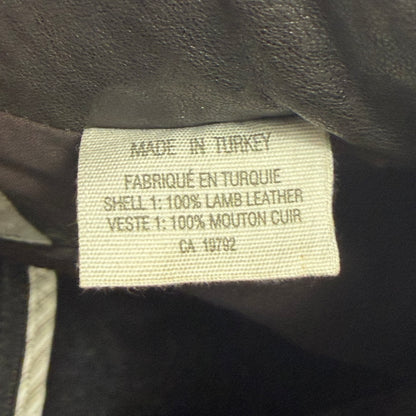 MADE IN TURKEY
FABRIQUÉ EN TURQUIE
SHELL 1: 100% LAMB LEATHER
VESTE 1: 100% MOUTON CUIR
CA 19792